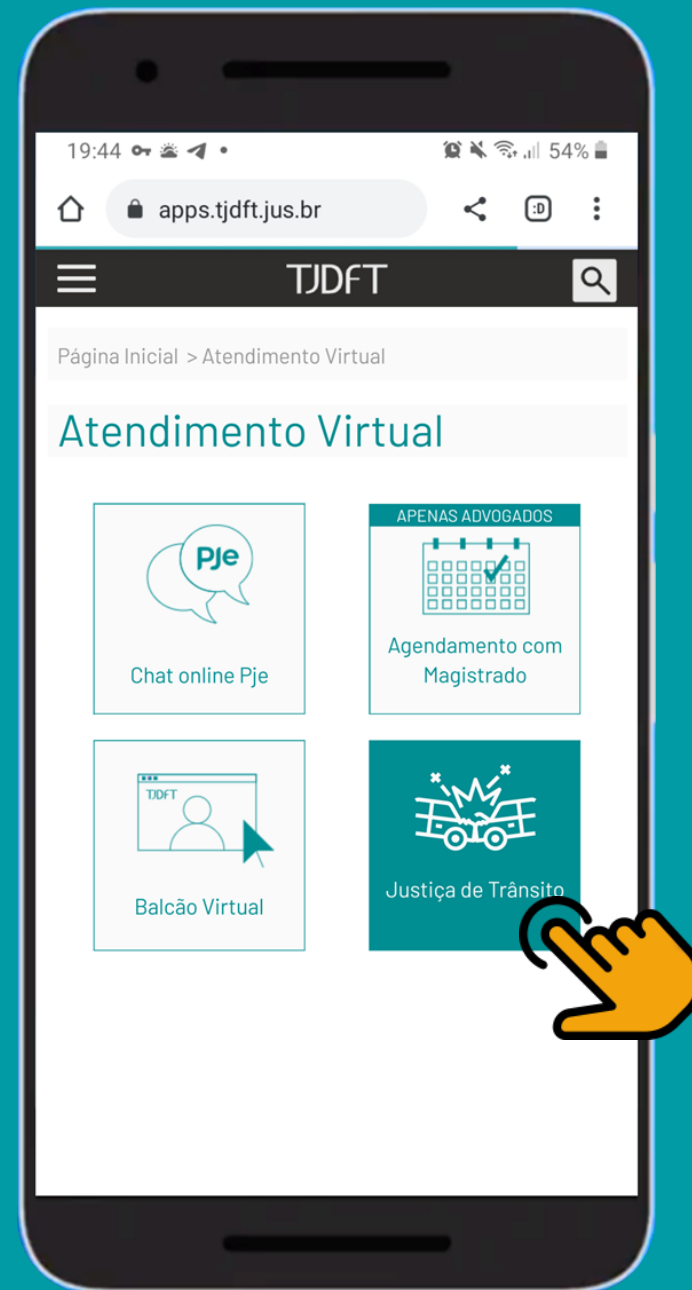 19:44
54%
apps.tjdft.jus.br
:D
TJDFT
Página Inicial > Atendimento Virtual
Atendimento Virtual
PJe
Chat online Pje
APENAS ADVOGADOS
Agendamento com
Magistrado
TJDFT
Balcão Virtual
Justiça de Trânsito